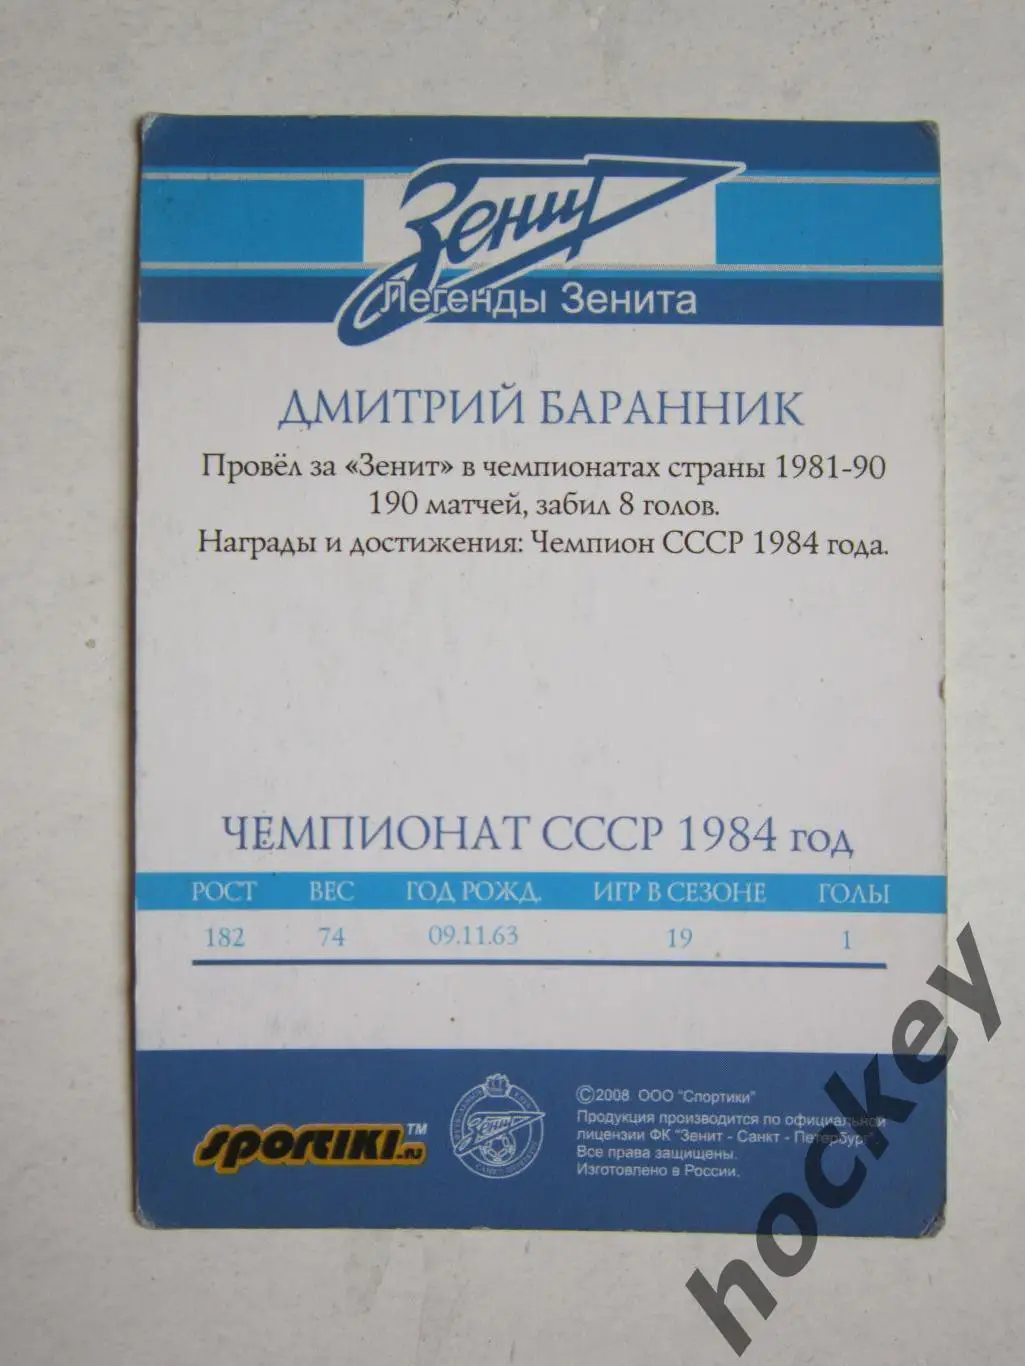 Зенит
Легенды Зенита
ДМИТРИЙ БАРАННИК
Провёл за «Зенит» в чемпионатах страны 1981-90
190 матчей, забил 8 голов.
Награды и достижения: Чемпион СССР 1984 года.
ЧЕМПИОНАТ СССР 1984 год
РОСТ ВЕС ГОД РОЖД. ИГР В СЕЗОНЕ ГОЛЫ
182 74 09.11.63 19 1
sportiki.ru™
Зенит
©2008 ООО "Спортики"
Продукция производится по официальной
лицензии ФК "Зенит - Санкт - Петербург".
Все права защищены.
Изготовлено в России.
hockey